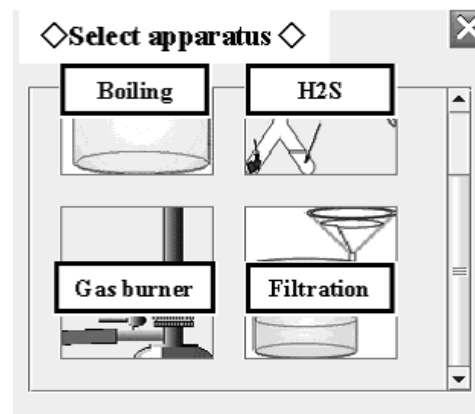 ◇Select apparatus ◇
Boiling
H2S
Gas burner
Filtration